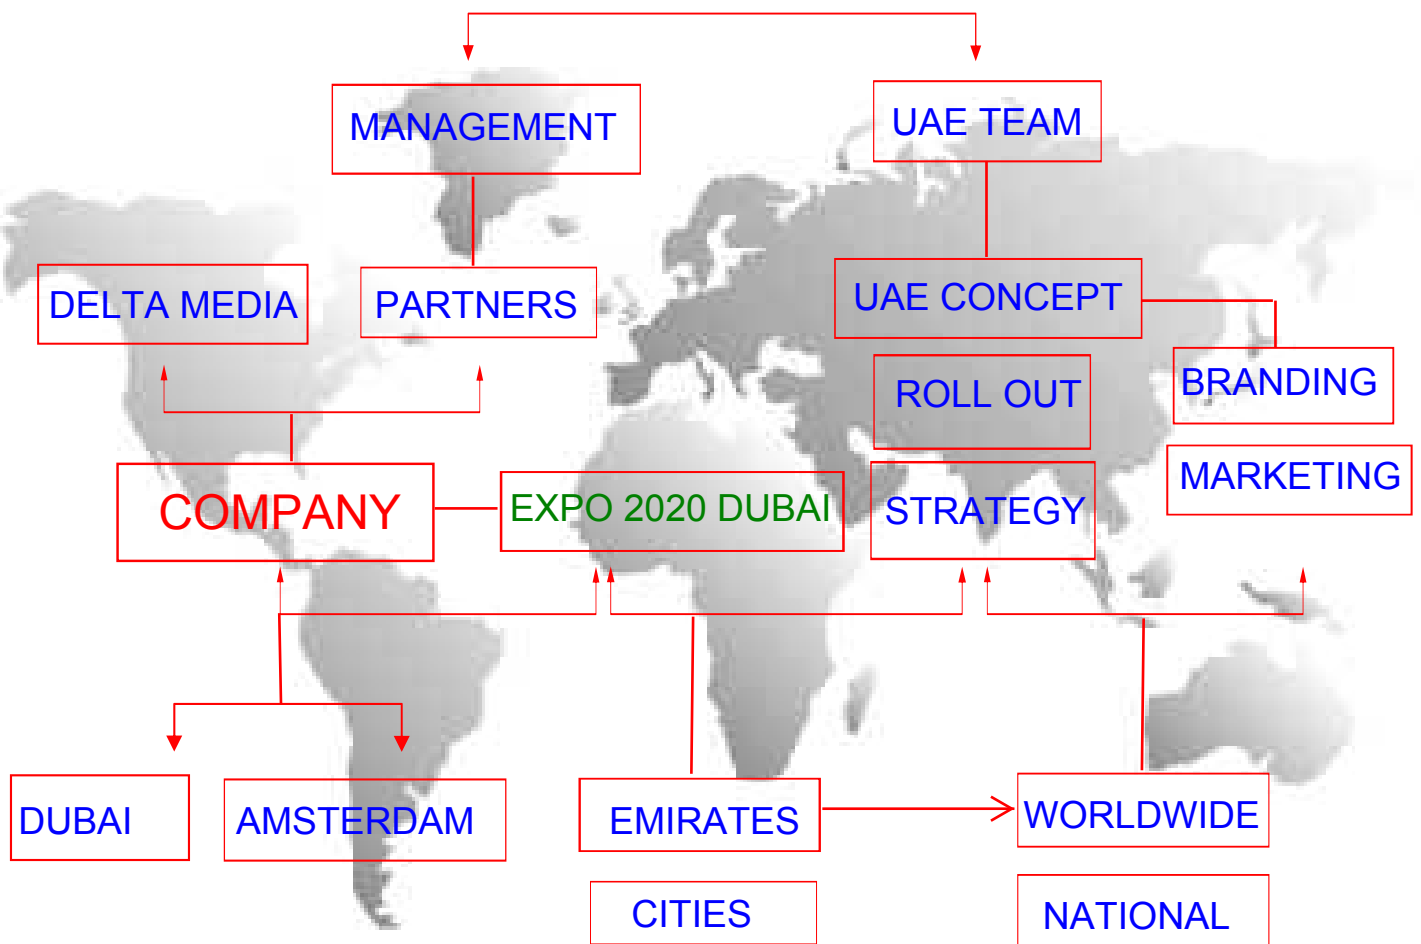 MANAGEMENT
UAE TEAM
DELTA MEDIA
PARTNERS
UAE CONCEPT
ROLL OUT
BRANDING
MARKETING
COMPANY
EXPO 2020 DUBAI
STRATEGY
DUBAI
AMSTERDAM
EMIRATES
WORLDWIDE
CITIES
NATIONAL